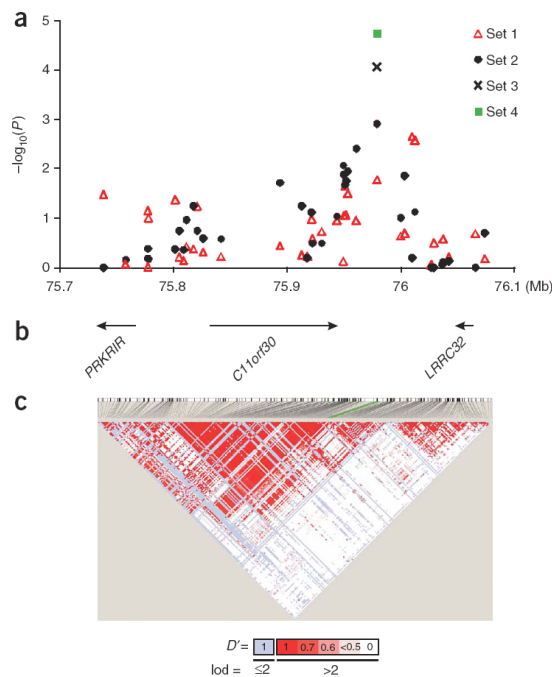 a
5
4
3
2
1
0
–log10(P)
Set 1
Set 2
Set 3
Set 4
75.7 75.8 75.9 76 76.1 (Mb)
b
PRKRIR
C11orf30
LRRC32
c
D′= 1 1 0.7 0.6 <0.5 0
lod = ≤2 >2